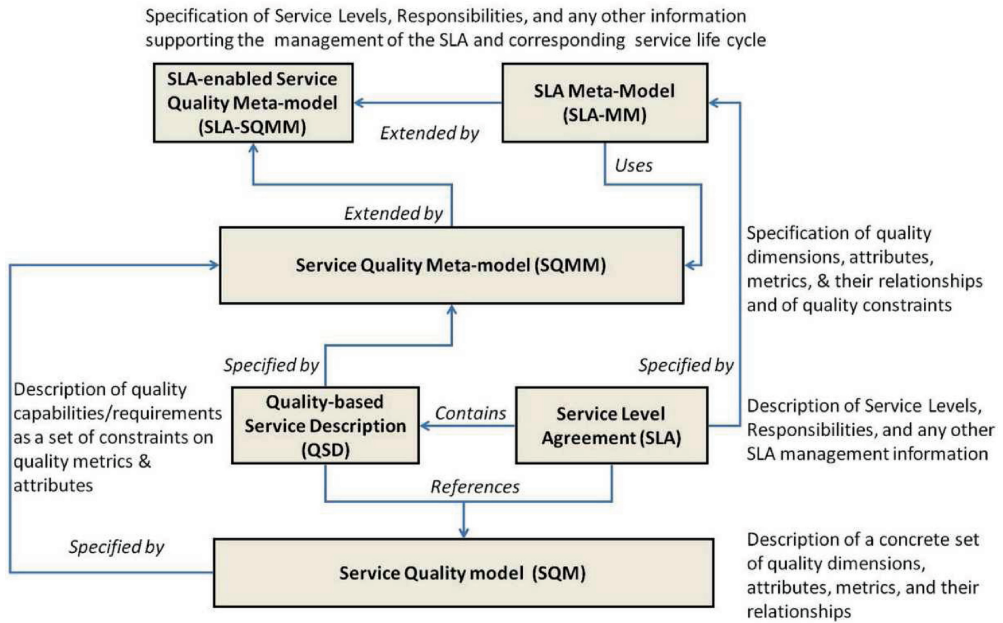 Specification of Service Levels, Responsibilities, and any other information
supporting the management of the SLA and corresponding service life cycle
SLA-enabled Service
Quality Meta-model
(SLA-SQMM)
SLA Meta-Model
(SLA-MM)
Extended by
Uses
Extended by
Service Quality Meta-model (SQMM)
Specification of quality
dimensions, attributes,
metrics, & their relationships
and of quality constraints
Specified by
Specified by
Description of quality
capabilities/requirements
as a set of constraints on
quality metrics &
attributes
Quality-based
Service Description
(QSD)
Contains
Service Level
Agreement (SLA)
Description of Service Levels,
Responsibilities, and any other
SLA management information
References
Specified by
Service Quality model (SQM)
Description of a concrete set
of quality dimensions,
attributes, metrics, and their
relationships